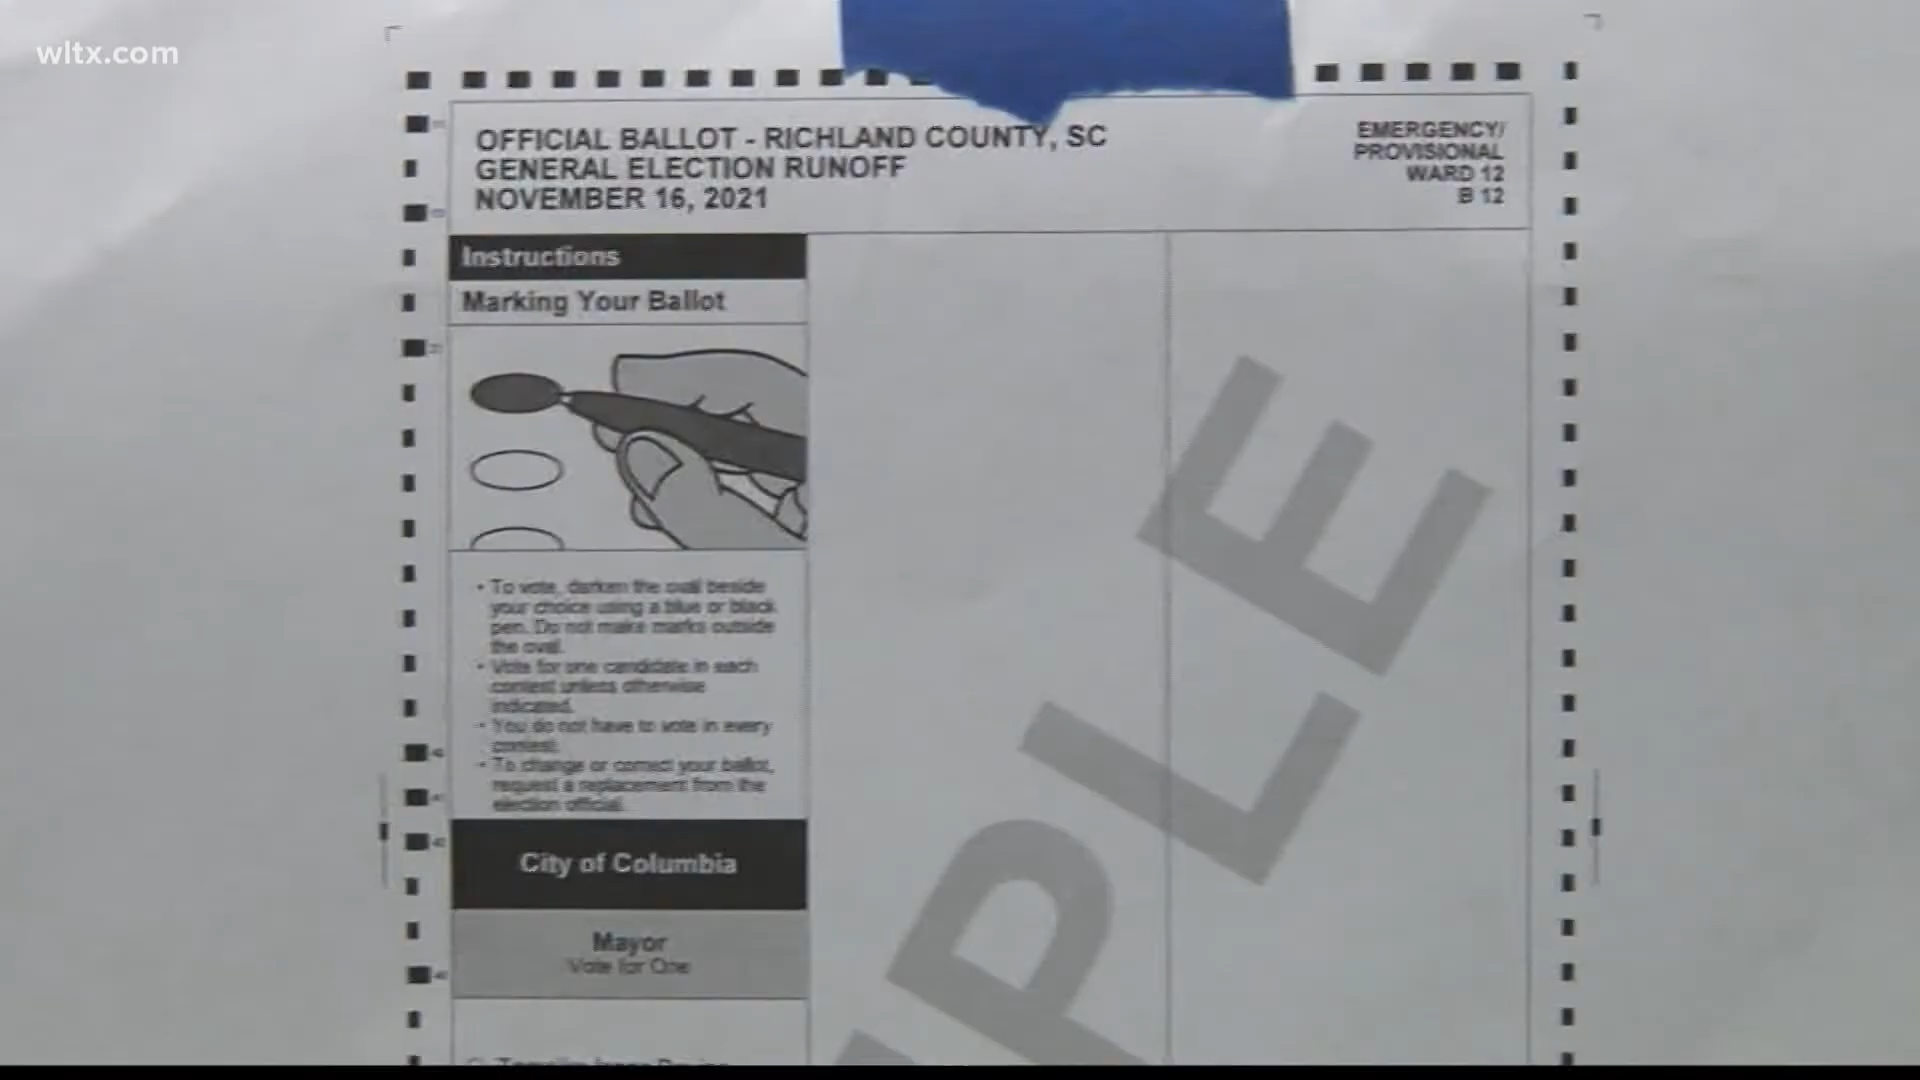 wltx.com
OFFICIAL BALLOT - RICHLAND COUNTY, SC
GENERAL ELECTION RUNOFF
NOVEMBER 16, 2021
EMERGENCY/
PROVISIONAL
WARD 12
B 12
Instructions
Marking Your Ballot
• To vote, darken the oval beside
your choice using a blue or black
pen. Do not make marks outside
the oval.
• Vote for one candidate in each
contest unless otherwise
indicated.
• You do not have to vote in every
contest.
• To change or correct your ballot,
request a replacement from the
election official.
City of Columbia
Mayor
Vote for One
PLE